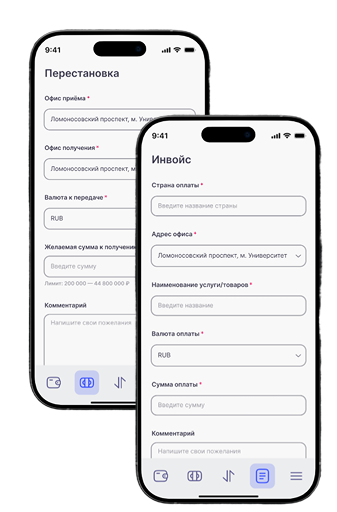 9:41
Перестановка
Офис приёма *
Ломоносовский проспект, м. Универ
Офис получения *
Ломоносовский проспект, м
Валюта к передаче *
RUB
Желаемая сумма к получени
Введите сумму
Лимит: 200 000 — 44 600 000 ₽
Комментарий
Напишите свои пожелания
9:41
Инвойс
Страна оплаты *
Введите название страны
Адрес офиса *
Ломоносовский проспект, м. Университет
Наименование услуги/товаров *
Введите название
Валюта оплаты *
RUB
Сумма оплаты *
Введите сумму
Комментарий
Напишите свои пожелания